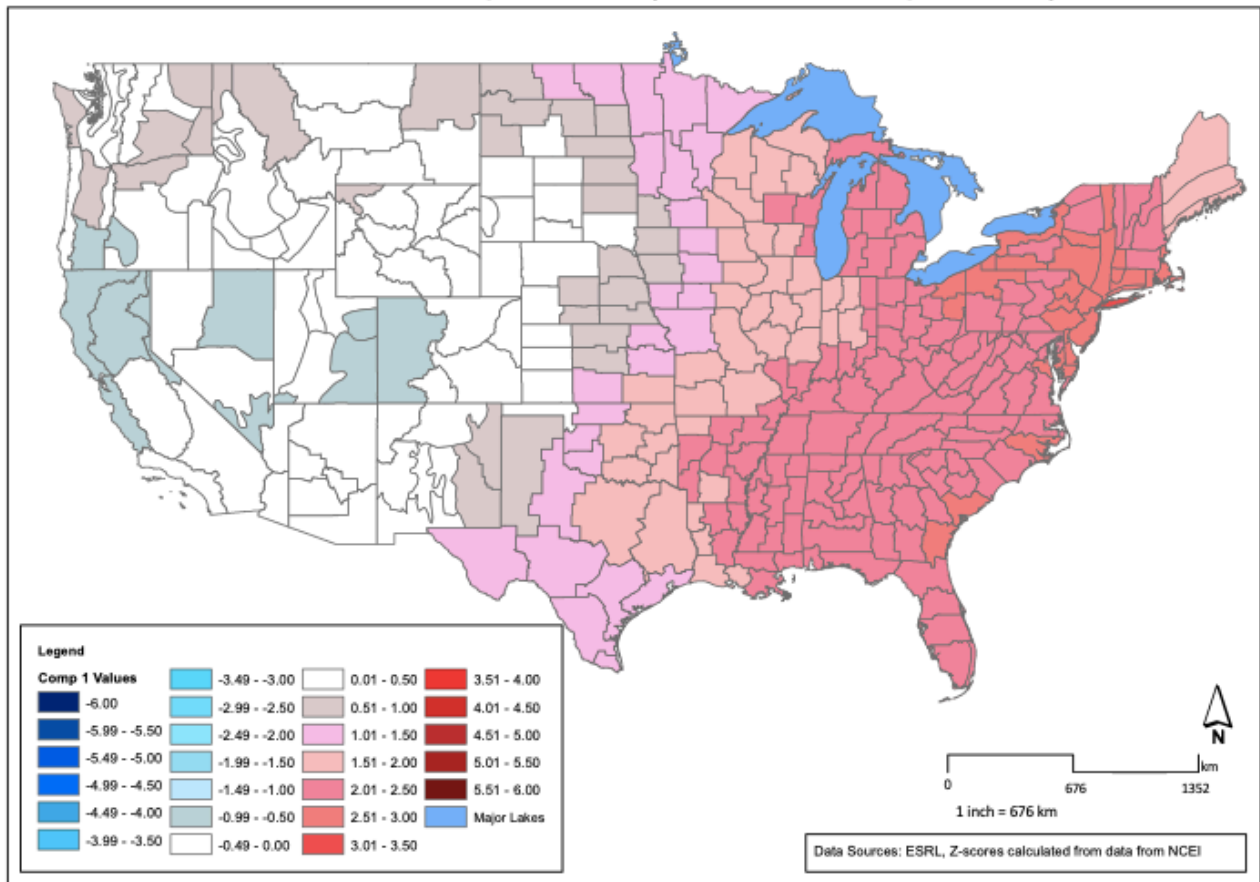 Legend
Comp 1 Values
-6.00
-5.99 - -5.50
-5.49 - -5.00
-4.99 - -4.50
-4.49 - -4.00
-3.99 - -3.50
-3.49 - -3.00
-2.99 - -2.50
-2.49 - -2.00
-1.99 - -1.50
-1.49 - -1.00
-0.99 - -0.50
-0.49 - 0.00
0.01 - 0.50
0.51 - 1.00
1.01 - 1.50
1.51 - 2.00
2.01 - 2.50
2.51 - 3.00
3.01 - 3.50
3.51 - 4.00
4.01 - 4.50
4.51 - 5.00
5.01 - 5.50
5.51 - 6.00
Major Lakes
N
km
0 676 1352
1 inch = 676 km
Data Sources: ESRL, Z-scores calculated from data from NCEI